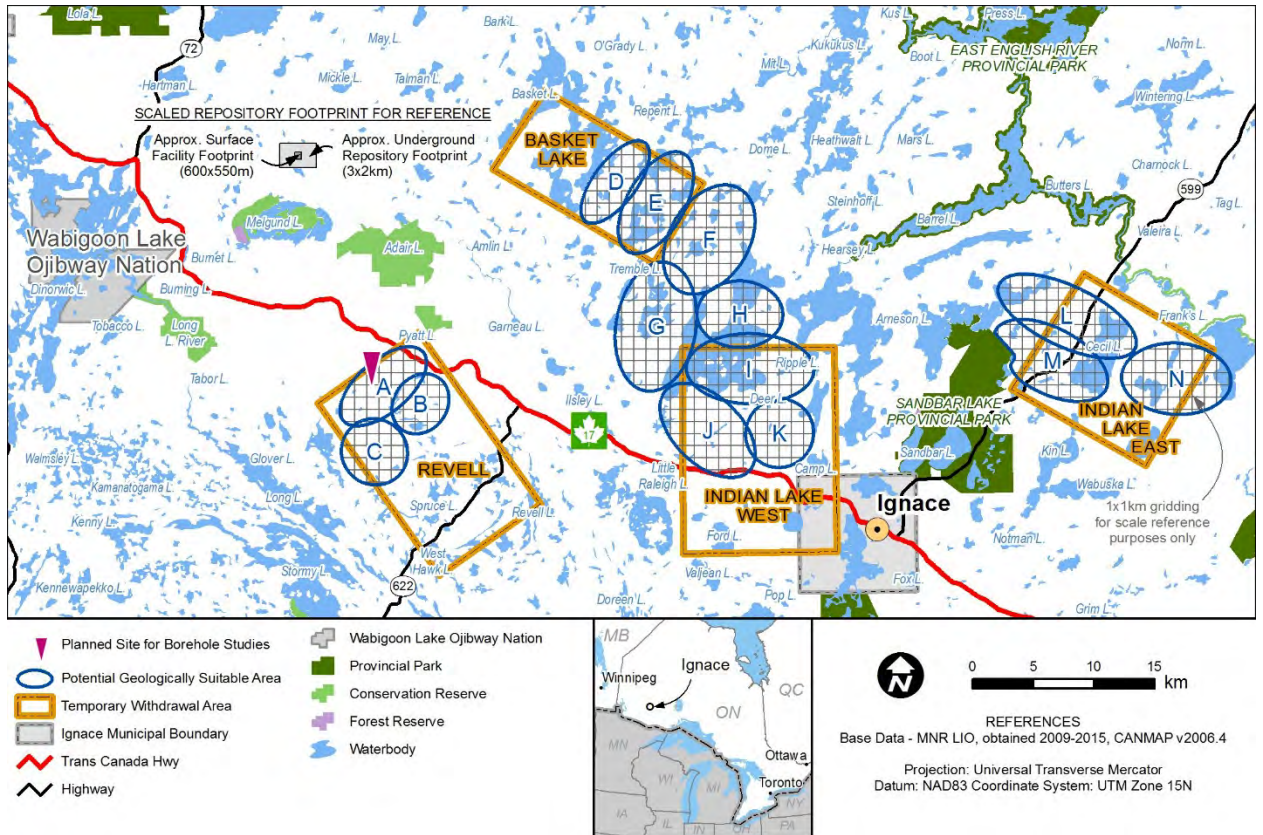 Lola L.
72
May L.
Bark L.
O'Grady L.
Kukukus L.
Kus L.
Press L.
Hartman L.
Mickle L.
Talman L.
Mit L.
Boot L.
EAST ENGLISH RIVER
PROVINCIAL PARK
Norm L.
SCALED REPOSITORY FOOTPRINT FOR REFERENCE
Approx. Surface
Facility Footprint
(600x550m)
Approx. Underground
Repository Footprint
(3x2km)
Basket L.
Repent L.
Wintering L.
BASKET
LAKE
Dome L.
Heathwalt L.
Mars L.
Charnock L.
D
E
F
Steinhoff L.
Butters L.
599
Tag L.
Melgund L.
Barrel L.
Valeira L.
Wabigoon Lake
Ojibway Nation
Burnet L.
Adair L.
Amlin L.
Hearsey L.
Tremble L.
Dinorwic L.
Burning L.
Tobacco L.
Long
L. River
Garneau L.
Pyatt L.
G
H
Arneson L.
L
Frank's L.
Cecil L.
Tabor L.
A
B
I
Ripple L.
M
N
Ilsley L.
Deer L.
SANDBAR LAKE
PROVINCIAL PARK
INDIAN
LAKE
EAST
17
J
K
C
Walmsley L.
Glover L.
REVELL
Sandbar L.
Kin L.
Kamanatogama L.
Long L.
Little
Raleigh L.
Camp L.
Wabuska L.
Spruce L.
Revell L.
INDIAN LAKE
WEST
Ignace
1x1km gridding
for scale reference
purposes only
Kenny L.
Ford L.
Notman L.
West
Hawk L.
Stormy L.
Kennewapekko L.
622
Valjean L.
Fox L.
Doreen L.
Pop L.
Grim L.
Planned Site for Borehole Studies
Potential Geologically Suitable Area
Temporary Withdrawal Area
Ignace Municipal Boundary
Trans Canada Hwy
Highway
Wabigoon Lake Ojibway Nation
Provincial Park
Conservation Reserve
Forest Reserve
Waterbody
MB
Ignace
Winnipeg
ON
QC
MN
Ottawa
WI
MI
Toronto
NY
IA
IL
IN
OH
PA
N
0 5 10 15
km
REFERENCES
Base Data - MNR LIO, obtained 2009-2015, CANMAP v2006.4
Projection: Universal Transverse Mercator
Datum: NAD83 Coordinate System: UTM Zone 15N